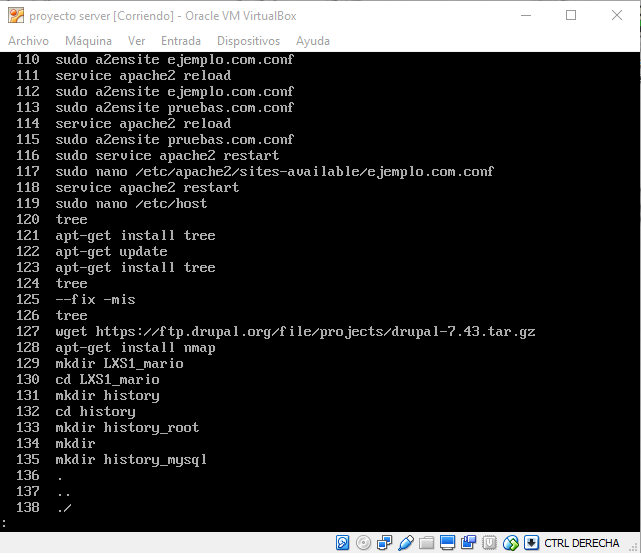 proyecto server [Corriendo] - Oracle VM VirtualBox
Archivo Máquina Ver Entrada Dispositivos Ayuda
110 sudo a2ensite ejemplo.com.conf
111 service apache2 reload
112 sudo a2ensite ejemplo.com.conf
113 sudo a2ensite pruebas.com.conf
114 service apache2 reload
115 sudo a2ensite pruebas.com.conf
116 sudo service apache2 restart
117 sudo nano /etc/apache2/sites-available/ejemplo.com.conf
118 service apache2 restart
119 sudo nano /etc/host
120 tree
121 apt-get install tree
122 apt-get update
123 apt-get install tree
124 tree
125 --fix -mis
126 tree
127 wget https://ftp.drupal.org/file/projects/drupal-7.43.tar.gz
128 apt-get install nmap
129 mkdir LXS1_mario
130 cd LXS1_mario
131 mkdir history
132 cd history
133 mkdir history_root
134 mkdir
135 mkdir history_mysql
136 .
137 ..
138 ./
:
CTRL DERECHA